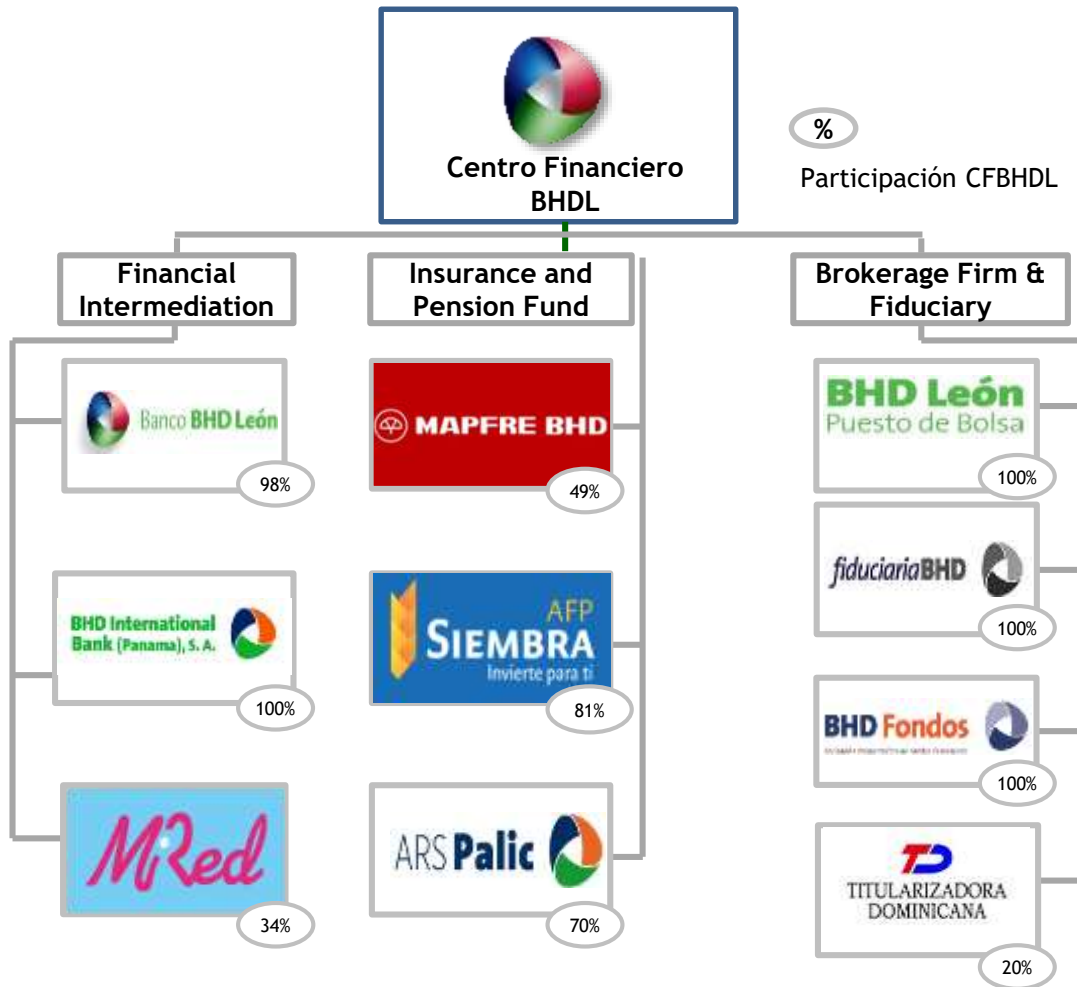 Centro Financiero
BHDL
%
Participación CFBHDL
Financial
Intermediation
Insurance and
Pension Fund
Brokerage Firm &
Fiduciary
Banco BHD León
98%
BHD International
Bank (Panama), S. A.
100%
MiRed
34%
MAPFRE BHD
49%
AFP
SIEMBRA
Invierte para ti
81%
ARS Palic
70%
BHD León
Puesto de Bolsa
100%
fiduciariaBHD
100%
BHD Fondos
100%
TD
TITULARIZADORA
DOMINICANA
20%